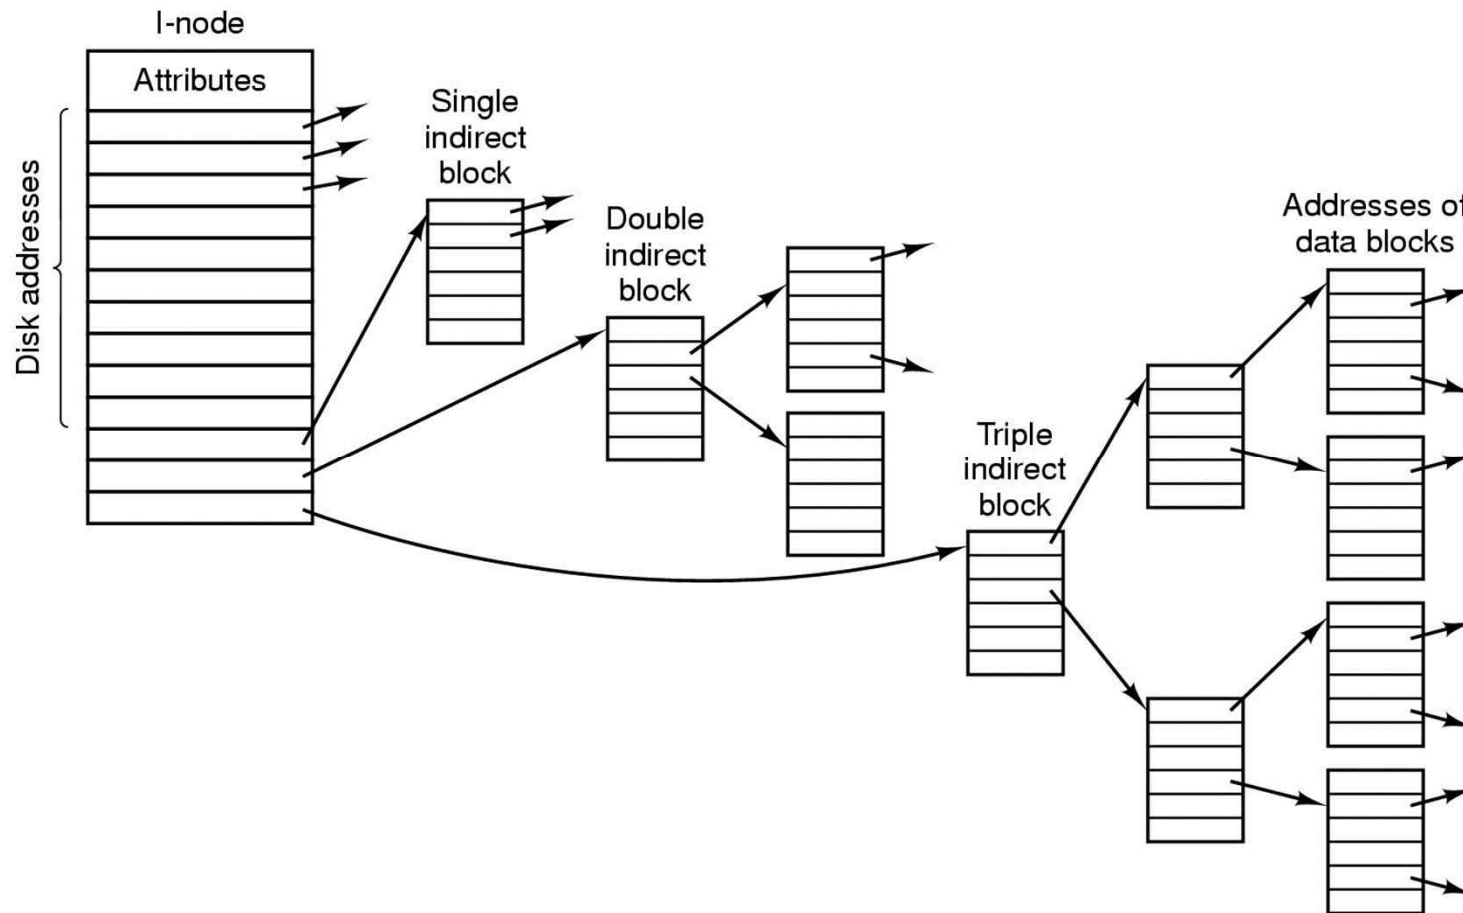 I-node
Attributes
Disk addresses
Single
indirect
block
Double
indirect
block
Triple
indirect
block
Addresses of
data blocks